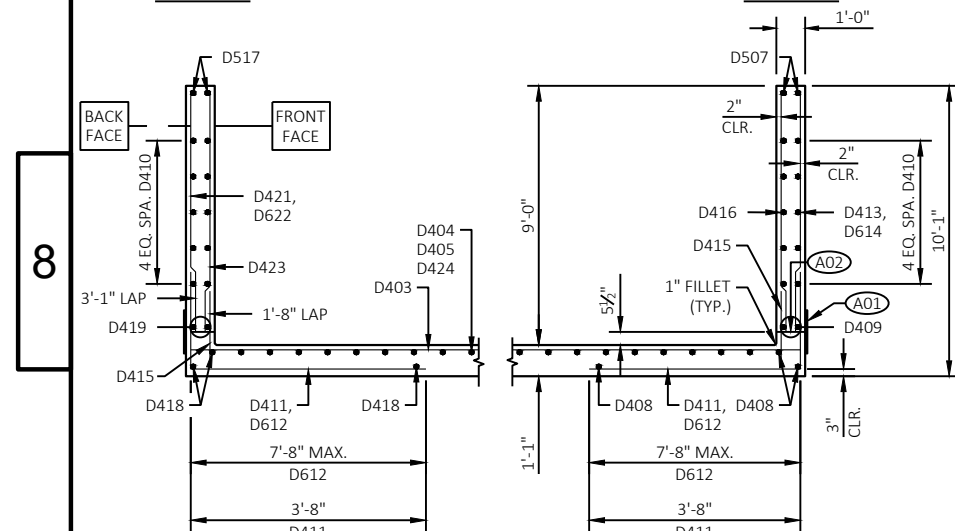 1'-0"
D517
D507
BACK
FACE
FRONT
FACE
2"
CLR.
2"
CLR.
4 EQ. SPA. D410
D421,
D622
9'-0"
D416
D413,
D614
4 EQ. SPA. D410
10'-1"
8
D404
D405
D424
D415
A02
D423
D403
1" FILLET
(TYP.)
5½"
3'-1" LAP
1'-8" LAP
A01
D419
D409
D415
D418
D411,
D612
D418
D408
D411,
D612
D408
3"
CLR.
1'-1"
7'-8" MAX.
D612
7'-8" MAX.
D612
3'-8"
D411
3'-8"
D411